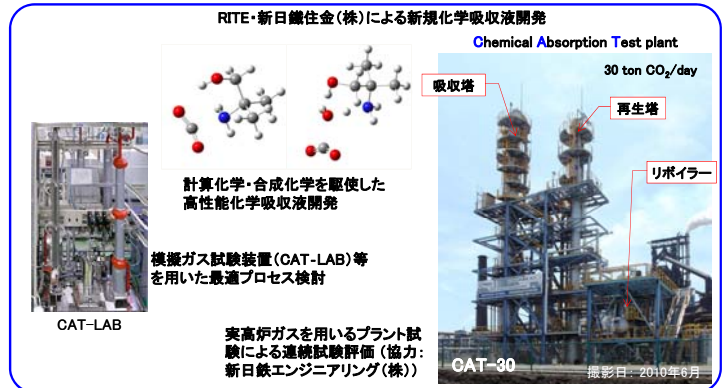 RITE・新日鐵住金(株)による新規化学吸収液開発
Chemical Absorption Test plant
30 ton CO₂/day
吸収塔
再生塔
リボイラー
計算化学・合成化学を駆使した
高性能化学吸収液開発
模擬ガス試験装置(CAT-LAB)等
を用いた最適プロセス検討
CAT-LAB
実高炉ガスを用いるプラント試
験による連続試験評価(協力:
新日鉄エンジニアリング(株))
CAT-30
撮影日: 2010年6月